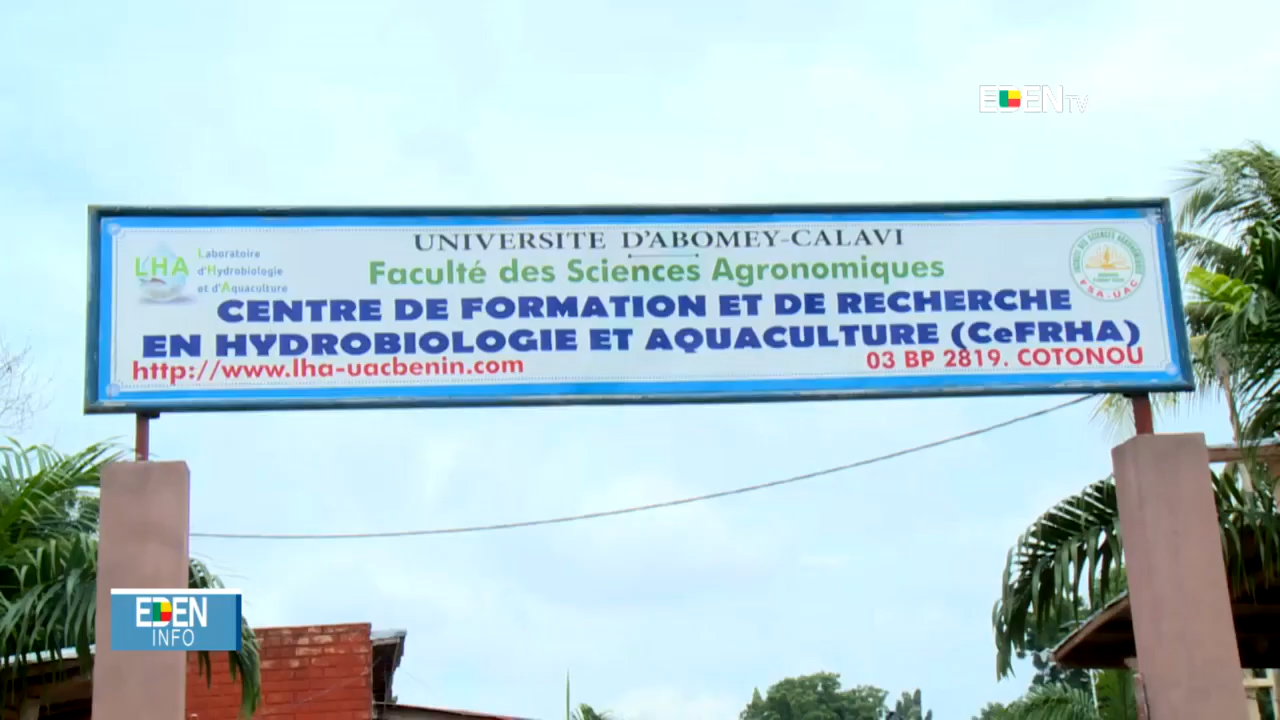 EDEN TV
UNIVERSITE D'ABOMEY-CALAVI
LHA
Laboratoire
d'Hydrobiologie
et d'Aquaculture
Faculté des Sciences Agronomiques
CENTRE DE FORMATION ET DE RECHERCHE
EN HYDROBIOLOGIE ET AQUACULTURE (CeFRHA)
http://www.lha-uacbenin.com
03 BP 2819. COTONOU
FSA-UAC
EDEN
INFO